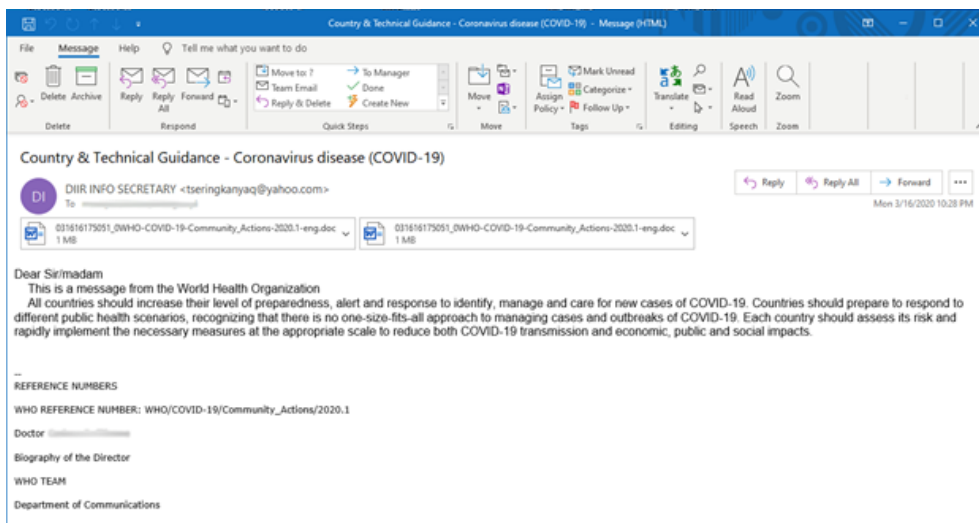 Country & Technical Guidance - Coronavirus disease (COVID-19) - Message (HTML)
File Message Help Tell me what you want to do
Delete Archive
Reply Reply All Forward
Move to: ? To Manager
Team Email Done
Reply & Delete Create New
Move
Assign Policy
Mark Unread
Categorize
Follow Up
Translate
Read Aloud
Zoom
Delete Respond Quick Steps Move Tags Editing Speech Zoom
Country & Technical Guidance - Coronavirus disease (COVID-19)
DI
DIIR INFO SECRETARY <tseringkanyaq@yahoo.com>
To
Reply Reply All Forward
Mon 3/16/2020 10:28 PM
031616175051_0WHO-COVID-19-Community_Actions-2020.1-eng.doc
1 MB
031616175051_0WHO-COVID-19-Community_Actions-2020.1-eng.doc
1 MB
Dear Sir/madam
This is a message from the World Health Organization
All countries should increase their level of preparedness, alert and response to identify, manage and care for new cases of COVID-19. Countries should prepare to respond to
different public health scenarios, recognizing that there is no one-size-fits-all approach to managing cases and outbreaks of COVID-19. Each country should assess its risk and
rapidly implement the necessary measures at the appropriate scale to reduce both COVID-19 transmission and economic, public and social impacts.
--
REFERENCE NUMBERS
WHO REFERENCE NUMBER: WHO/COVID-19/Community_Actions/2020.1
Doctor
Biography of the Director
WHO TEAM
Department of Communications